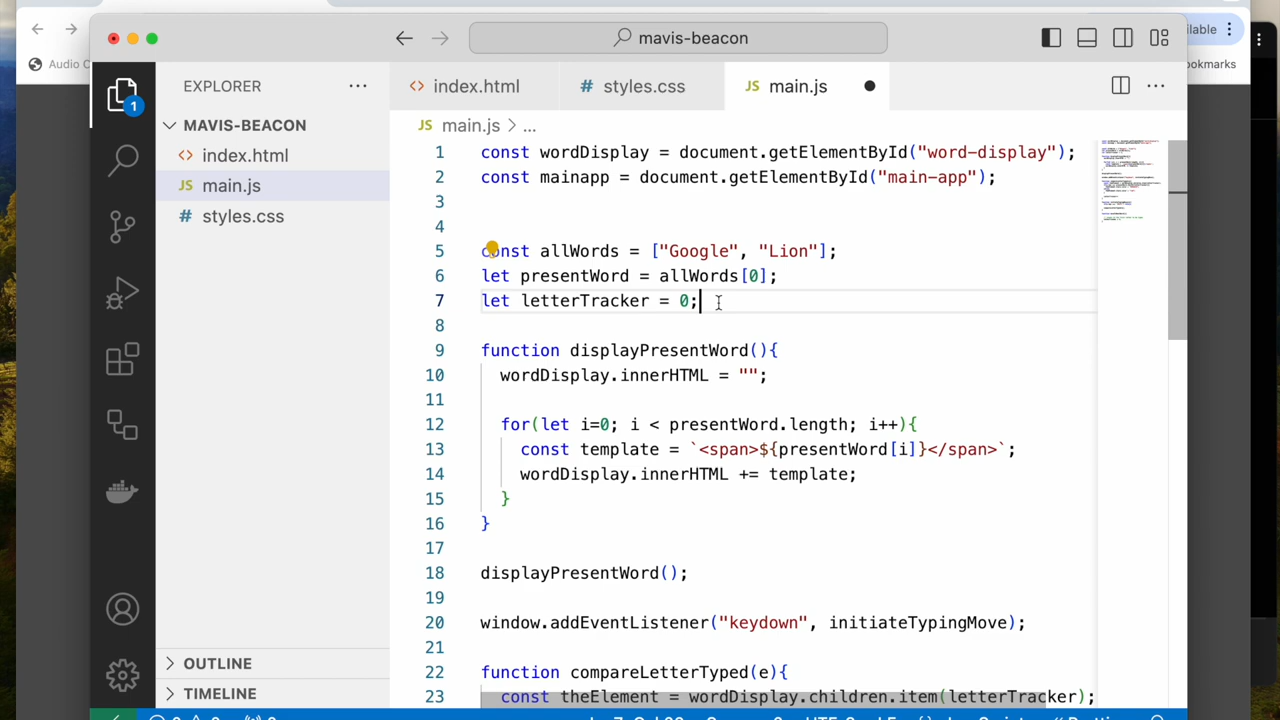 mavis-beacon
ilable
Audio
ookmarks
EXPLORER
index.html
styles.css
JS main.js
MAVIS-BEACON
index.html
JS main.js
# styles.css
1
JS main.js > ...
1 const wordDisplay = document.getElementById("word-display");
2 const mainapp = document.getElementById("main-app");
3
4
5 const allWords = ["Google", "Lion"];
6 let presentWord = allWords[0];
7 let letterTracker = 0;
8
9 function displayPresentWord(){
10 wordDisplay.innerHTML = "";
11
12 for(let i=0; i < presentWord.length; i++){
13 const template = `<span>${presentWord[i]}</span>`;
14 wordDisplay.innerHTML += template;
15 }
16 }
17
18 displayPresentWord();
19
20 window.addEventListener("keydown", initiateTypingMove);
21
22 function compareLetterTyped(e){
23 const theElement = wordDisplay.children.item(letterTracker);
OUTLINE
TIMELINE